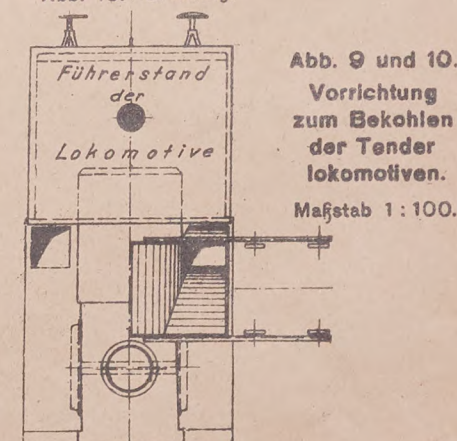 Führerstand
der
Lokomotive
Abb. 9 und 10.
Vorrichtung
zum Bekohlen
der Tender
lokomotiven.
Maßstab 1 : 100.